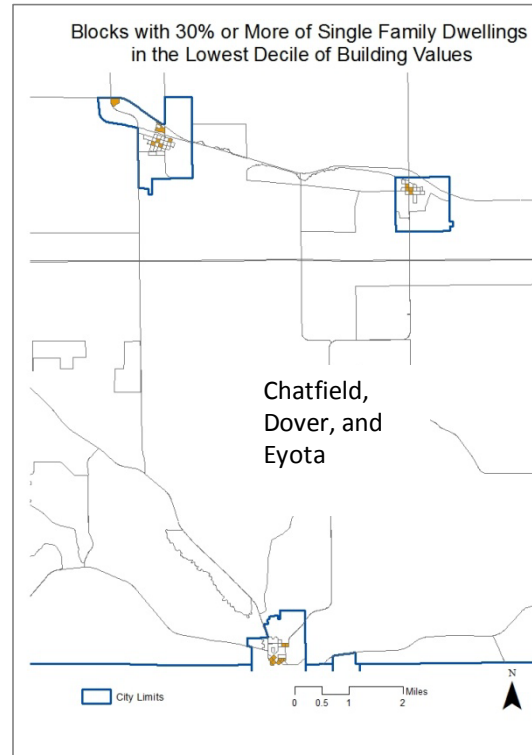 Blocks with 30% or More of Single Family Dwellings
in the Lowest Decile of Building Values
Chatfield,
Dover, and
Eyota
City Limits
Miles
0 0.5 1 2
N